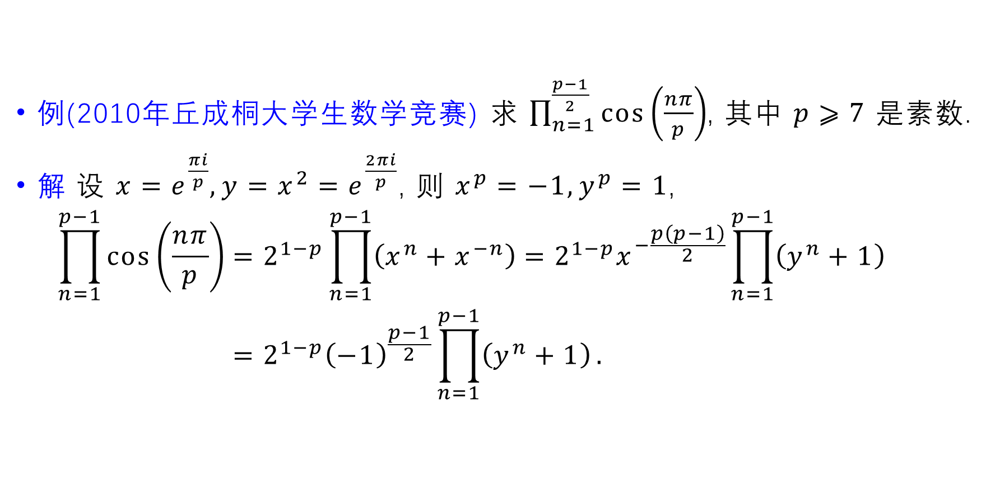 • 例(2010年丘成桐大学生数学竞赛) 求 $\prod_{n=1}^{\frac{p-1}{2}} \cos\left(\frac{n\pi}{p}\right)$, 其中 $p \geqslant 7$ 是素数.
• 解 设 $x = e^{\frac{\pi i}{p}}, y = x^2 = e^{\frac{2\pi i}{p}}$, 则 $x^p = -1, y^p = 1$,
$\prod_{n=1}^{p-1} \cos\left(\frac{n\pi}{p}\right) = 2^{1-p} \prod_{n=1}^{p-1} (x^n + x^{-n}) = 2^{1-p} x^{-\frac{p(p-1)}{2}} \prod_{n=1}^{p-1} (y^n + 1)$
$= 2^{1-p} (-1)^{\frac{p-1}{2}} \prod_{n=1}^{p-1} (y^n + 1).$